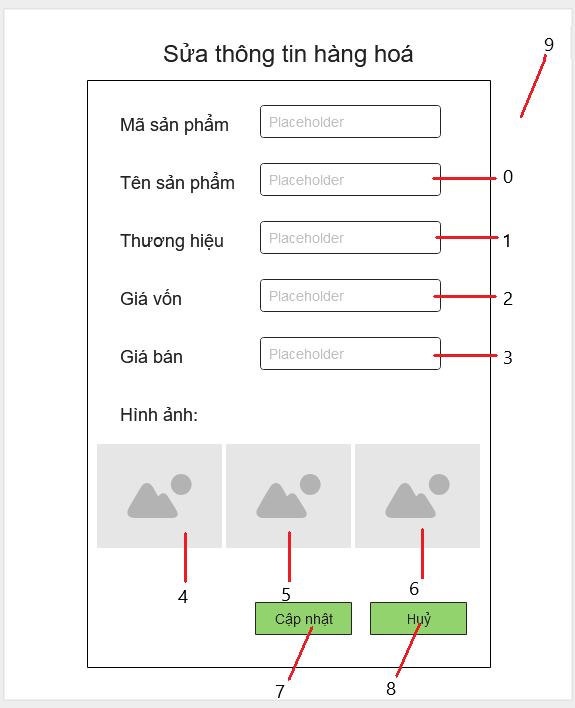 9
Sửa thông tin hàng hoá
Mã sản phẩm Placeholder
Tên sản phẩm Placeholder 0
Thương hiệu Placeholder 1
Giá vốn Placeholder 2
Giá bán Placeholder 3
Hình ảnh:
4 5 6
Cập nhật Huỷ
7 8